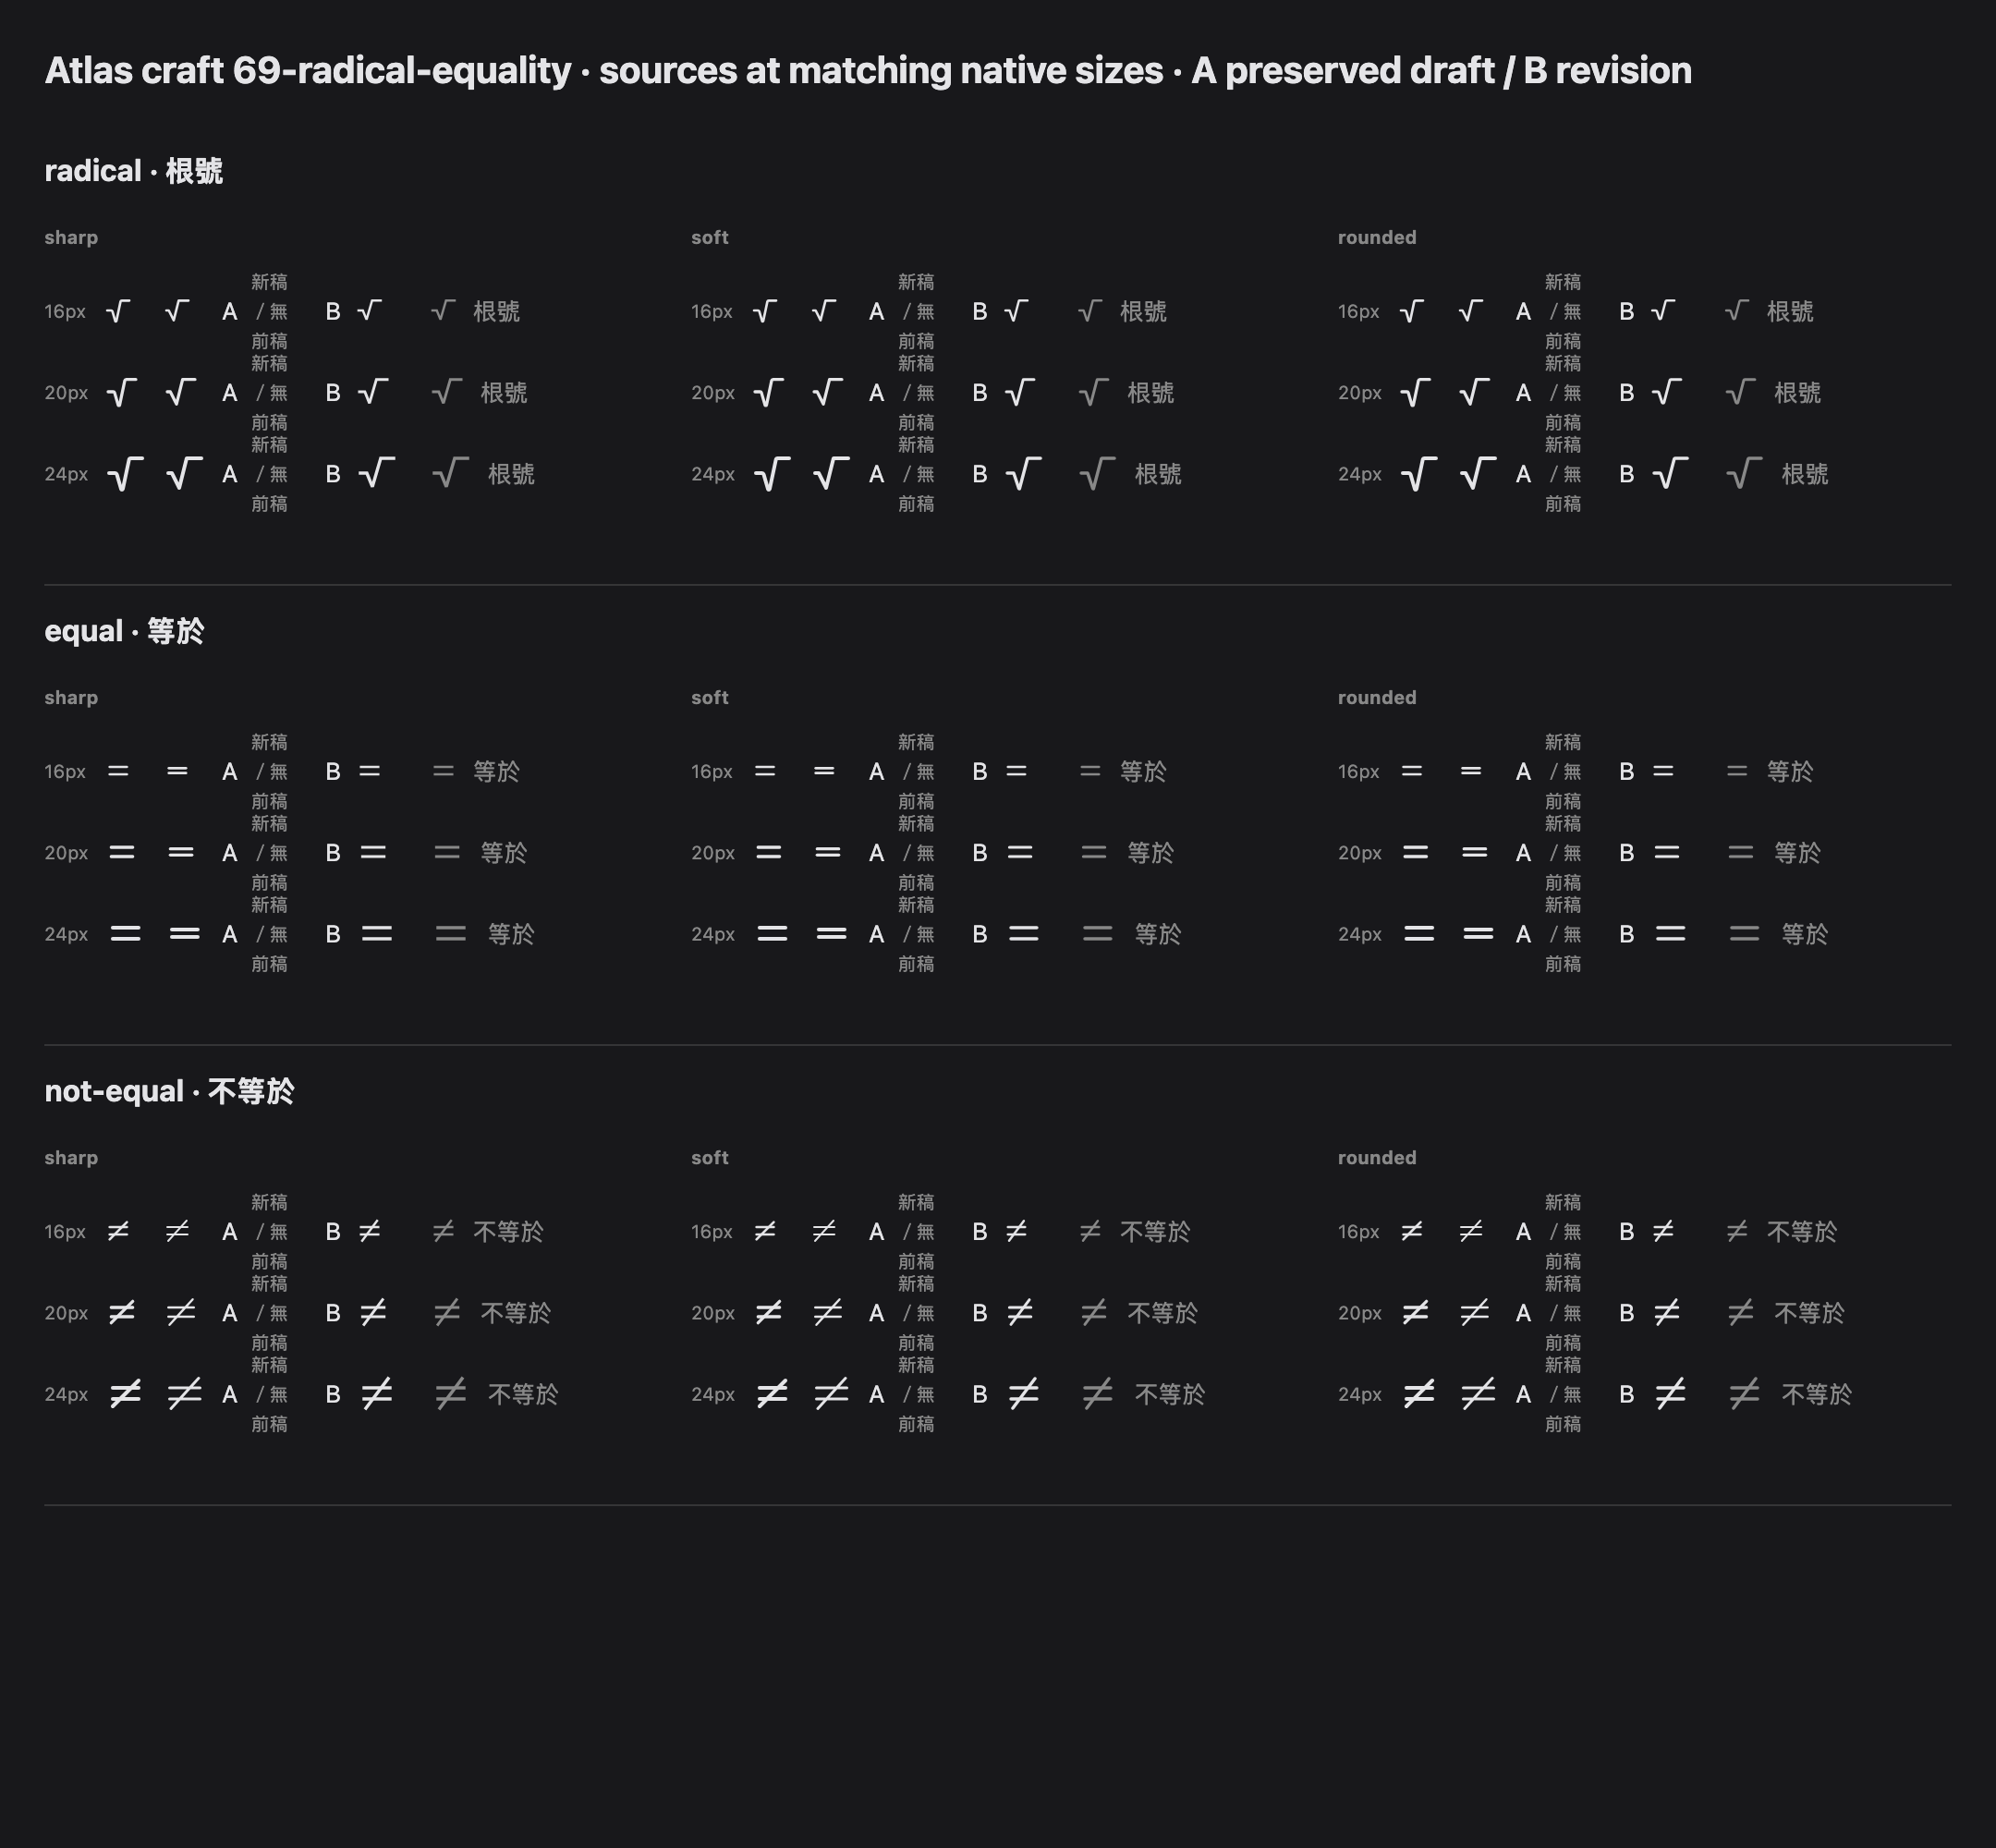 Atlas craft 69-radical-equality · sources at matching native sizes · A preserved draft / B revision
radical · 根號
sharp soft rounded
16px √ √ A 新稿 / 無前稿 B √ √ 根號 16px √ √ A 新稿 / 無前稿 B √ √ 根號 16px √ √ A 新稿 / 無前稿 B √ √ 根號
20px √ √ A 新稿 / 無前稿 B √ √ 根號 20px √ √ A 新稿 / 無前稿 B √ √ 根號 20px √ √ A 新稿 / 無前稿 B √ √ 根號
24px √ √ A 新稿 / 無前稿 B √ √ 根號 24px √ √ A 新稿 / 無前稿 B √ √ 根號 24px √ √ A 新稿 / 無前稿 B √ √ 根號
equal · 等於
sharp soft rounded
16px = = A 新稿 / 無前稿 B = = 等於 16px = = A 新稿 / 無前稿 B = = 等於 16px = = A 新稿 / 無前稿 B = = 等於
20px = = A 新稿 / 無前稿 B = = 等於 20px = = A 新稿 / 無前稿 B = = 等於 20px = = A 新稿 / 無前稿 B = = 等於
24px = = A 新稿 / 無前稿 B = = 等於 24px = = A 新稿 / 無前稿 B = = 等於 24px = = A 新稿 / 無前稿 B = = 等於
not-equal · 不等於
sharp soft rounded
16px ≠ ≠ A 新稿 / 無前稿 B ≠ ≠ 不等於 16px ≠ ≠ A 新稿 / 無前稿 B ≠ ≠ 不等於 16px ≠ ≠ A 新稿 / 無前稿 B ≠ ≠ 不等於
20px ≠ ≠ A 新稿 / 無前稿 B ≠ ≠ 不等於 20px ≠ ≠ A 新稿 / 無前稿 B ≠ ≠ 不等於 20px ≠ ≠ A 新稿 / 無前稿 B ≠ ≠ 不等於
24px ≠ ≠ A 新稿 / 無前稿 B ≠ ≠ 不等於 24px ≠ ≠ A 新稿 / 無前稿 B ≠ ≠ 不等於 24px ≠ ≠ A 新稿 / 無前稿 B ≠ ≠ 不等於